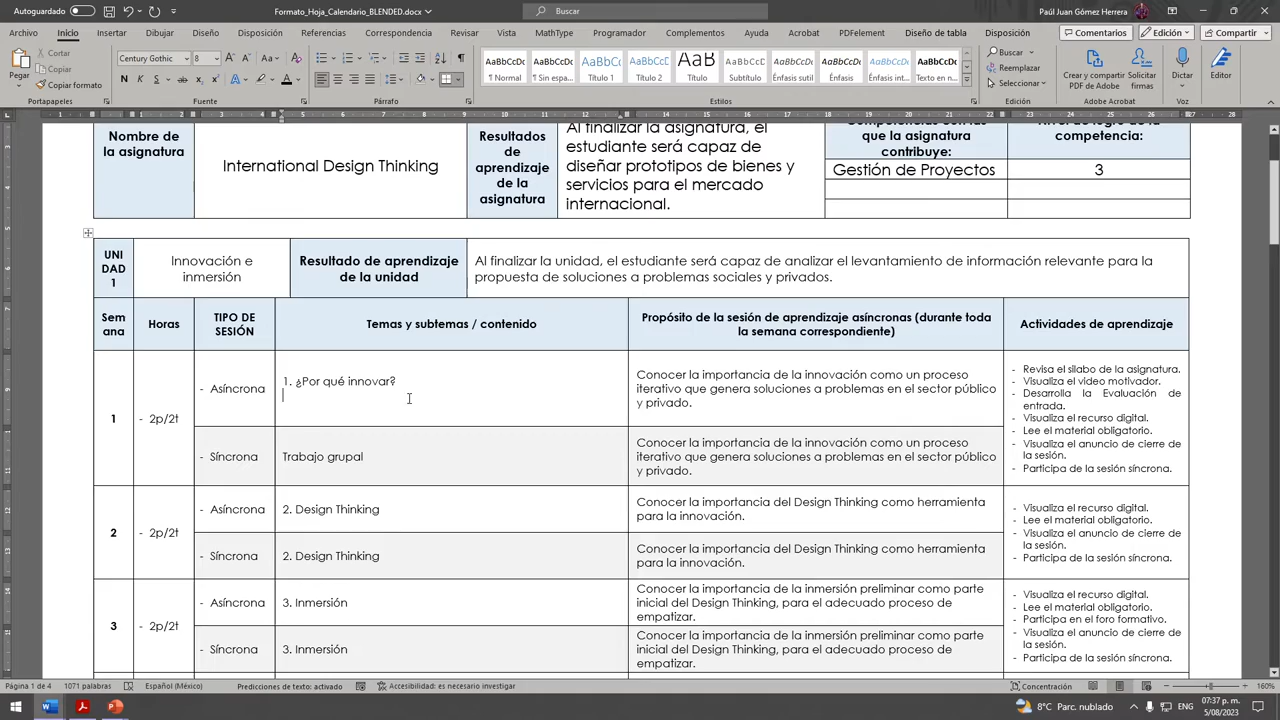 Autoguardado
Formato_Hoja_Calendario_BLENDED.docx
Buscar
Paúl Juan Gómez Herrera
Archivo Inicio Insertar Dibujar Diseño Disposición Referencias Correspondencia Revisar Vista MathType Programador Complementos Ayuda Acrobat PDFelement Diseño de tabla Disposición
Comentarios Edición Compartir
Pegar
Cortar
Copiar
Copiar formato
Portapapeles
Century Gothic 8
Fuente
Párrafo
AaBbCcDc AaBbCcDc AaBbCc AaBbCcD AaB AaBbCcD AaBbCcDc AaBbCcDc AaBbCcDc AaBbCcDc
¶ Normal ¶ Sin espa... Título 1 Título 2 Título Subtítulo Énfasis sutil Énfasis Énfasis int... Texto en n...
Estilos
Buscar
Reemplazar
Seleccionar
Edición
Crear y compartir PDF de Adobe
Solicitar firmas
Adobe Acrobat
Dictar
Voz
Editor
Editor
Nombre de
la asignatura
International Design Thinking
Resultados
de
aprendizaje
de la
asignatura
Al finalizar la asignatura, el
estudiante será capaz de
diseñar prototipos de bienes y
servicios para el mercado
internacional.
que la asignatura
contribuye:
competencia:
Gestión de Proyectos
3
UNI
DAD
1
Innovación e
inmersión
Resultado de aprendizaje
de la unidad
Al finalizar la unidad, el estudiante será capaz de analizar el levantamiento de información relevante para la
propuesta de soluciones a problemas sociales y privados.
Sem
ana
Horas
TIPO DE
SESIÓN
Temas y subtemas / contenido
Propósito de la sesión de aprendizaje asíncronas (durante toda
la semana correspondiente)
Actividades de aprendizaje
1
- 2p/2t
- Asíncrona
1. ¿Por qué innovar?
Conocer la importancia de la innovación como un proceso
iterativo que genera soluciones a problemas en el sector público
y privado.
- Síncrona
Trabajo grupal
Conocer la importancia de la innovación como un proceso
iterativo que genera soluciones a problemas en el sector público
y privado.
- Revisa el sílabo de la asignatura.
- Visualiza el video motivador.
- Desarrolla la Evaluación de
entrada.
- Visualiza el recurso digital.
- Lee el material obligatorio.
- Visualiza el anuncio de cierre de
la sesión.
- Participa de la sesión síncrona.
2
- 2p/2t
- Asíncrona
2. Design Thinking
Conocer la importancia del Design Thinking como herramienta
para la innovación.
- Síncrona
2. Design Thinking
Conocer la importancia del Design Thinking como herramienta
para la innovación.
- Visualiza el recurso digital.
- Lee el material obligatorio.
- Visualiza el anuncio de cierre de
la sesión.
- Participa de la sesión síncrona.
3
- 2p/2t
- Asíncrona
3. Inmersión
Conocer la importancia de la inmersión preliminar como parte
inicial del Design Thinking, para el adecuado proceso de
empatizar.
- Síncrona
3. Inmersión
Conocer la importancia de la inmersión preliminar como parte
inicial del Design Thinking, para el adecuado proceso de
empatizar.
- Visualiza el recurso digital.
- Lee el material obligatorio.
- Participa en el foro formativo.
- Visualiza el anuncio de cierre de
la sesión.
- Participa de la sesión síncrona.
Página 1 de 4 1071 palabras Español (México) Predicciones de texto: activado Accesibilidad: es necesario investigar
Concentración
160%
8°C Parc. nublado
ENG
07:37 p. m.
5/08/2023